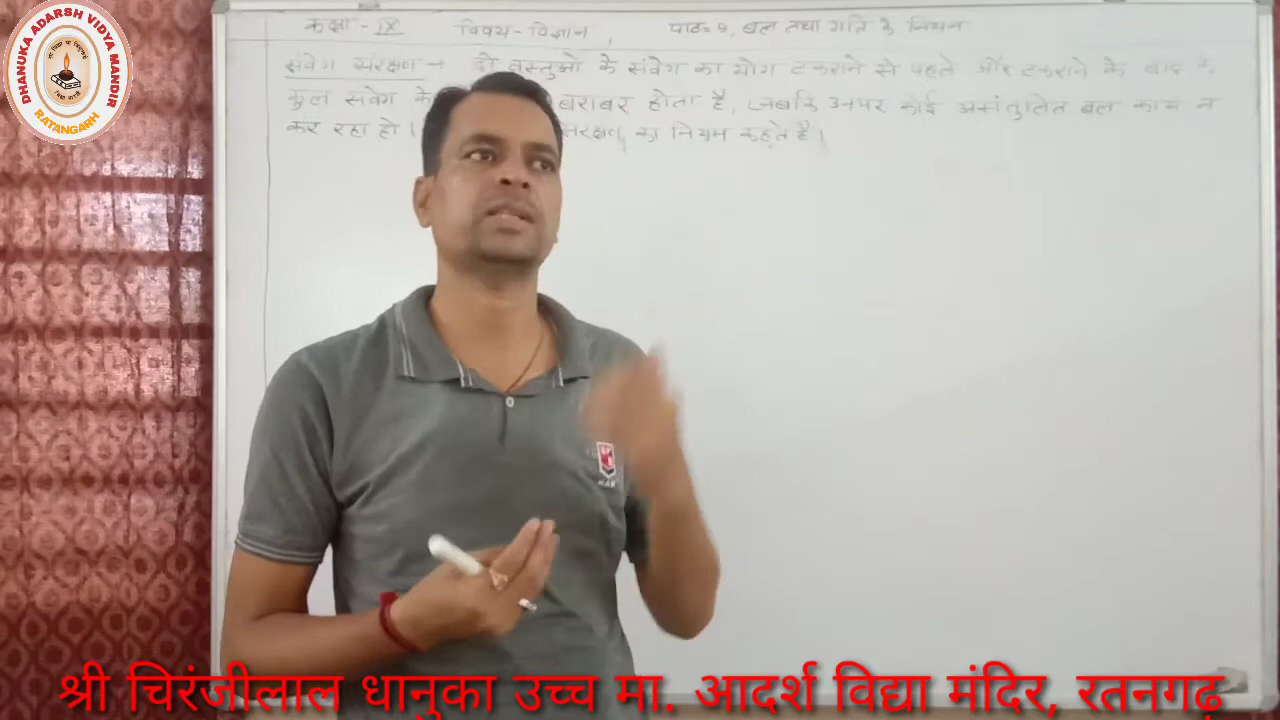 DHANUKA ADARSH VIDYA MANDIR
RATANGARH
कक्षा - IX विषय - विज्ञान, पाठ = 9, बल तथा गति के नियम
संवेग संरक्षण → दो वस्तुओं के संवेग का योग टकराने से पहले और टकराने के बाद के
कुल संवेग के बराबर होता है, जबकि उनपर कोई असंतुलित बल कार्य न
कर रहा हो। संरक्षण का नियम कहते है।
श्री चिरंजीलाल धानुका उच्च मा. आदर्श विद्या मंदिर, रतनगढ़